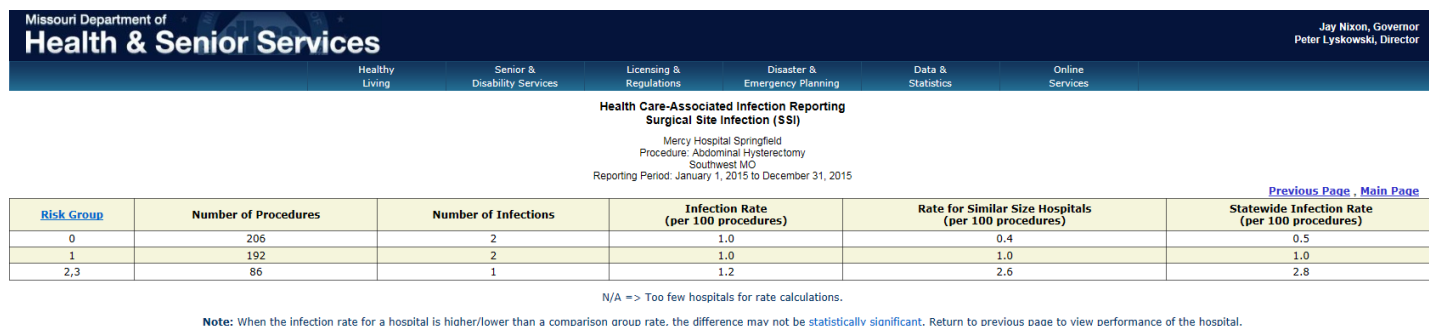 Missouri Department of
Health & Senior Services
Jay Nixon, Governor
Peter Lyskowski, Director
Healthy Living
Senior & Disability Services
Licensing & Regulations
Disaster & Emergency Planning
Data & Statistics
Online Services
Health Care-Associated Infection Reporting
Surgical Site Infection (SSI)
Mercy Hospital Springfield
Procedure: Abdominal Hysterectomy
Southwest MO
Reporting Period: January 1, 2015 to December 31, 2015
Previous Page , Main Page
Risk Group Number of Procedures Number of Infections Infection Rate (per 100 procedures) Rate for Similar Size Hospitals (per 100 procedures) Statewide Infection Rate (per 100 procedures)
0 206 2 1.0 0.4 0.5
1 192 2 1.0 1.0 1.0
2,3 86 1 1.2 2.6 2.8
N/A => Too few hospitals for rate calculations.
Note: When the infection rate for a hospital is higher/lower than a comparison group rate, the difference may not be statistically significant. Return to previous page to view performance of the hospital.